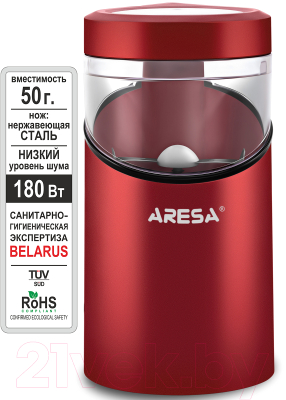 вместимость
50 г.
нож:
нержавеющая
СТАЛЬ
НИЗКИЙ
уровень шума
180 Вт
САНИТАРНО-
ГИГИЕНИЧЕСКАЯ
ЭКСПЕРТИЗА
BELARUS
TUV
SUD
RoHS
COMPLIANT
CONFIRMED ECOLOGICAL SAFETY
ARESA®
21vek.by